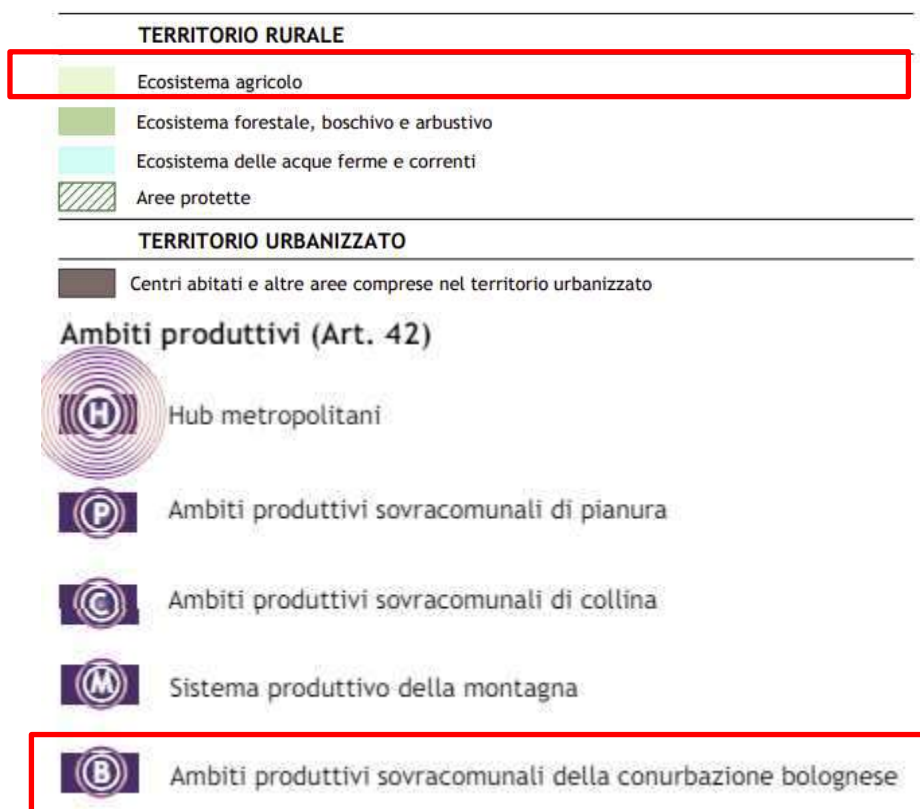 TERRITORIO RURALE
Ecosistema agricolo
Ecosistema forestale, boschivo e arbustivo
Ecosistema delle acque ferme e correnti
Aree protette
TERRITORIO URBANIZZATO
Centri abitati e altre aree comprese nel territorio urbanizzato
Ambiti produttivi (Art. 42)
H Hub metropolitani
P Ambiti produttivi sovracomunali di pianura
C Ambiti produttivi sovracomunali di collina
M Sistema produttivo della montagna
B Ambiti produttivi sovracomunali della conurbazione bolognese